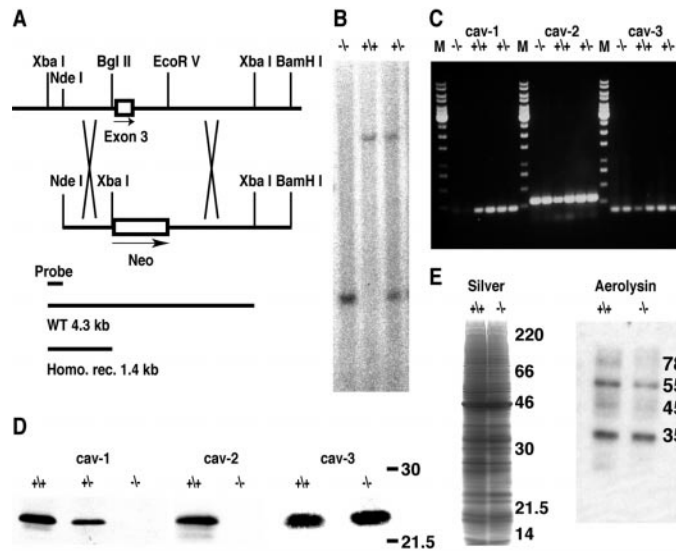 A
Xba I
Nde I
Bgl II
EcoR V
Xba I BamH I
Exon 3
Nde I
Xba I
Xba I BamH I
Neo
Probe
WT 4.3 kb
Homo. rec. 1.4 kb
B
-/- +/+ +/-
C
cav-1 cav-2 cav-3
M -/- +/+ +/- M -/- +/+ +/- M -/- +/+ +/-
D
cav-1 cav-2 cav-3
+/+ +/- -/- +/+ -/- +/+ -/-
30
21.5
E
Silver
+/+ -/-
220
66
46
30
21.5
14
Aerolysin
+/+ -/-
78
55
45
35